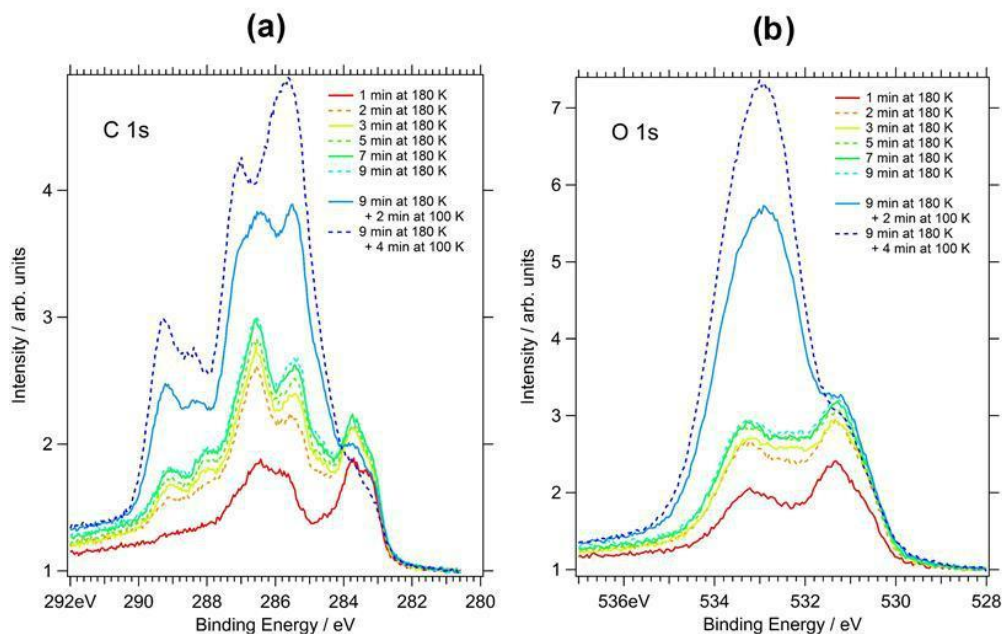 (a)
C 1s
1 min at 180 K
2 min at 180 K
3 min at 180 K
5 min at 180 K
7 min at 180 K
9 min at 180 K
9 min at 180 K
+ 2 min at 100 K
9 min at 180 K
+ 4 min at 100 K
Intensity / arb. units
4
3
2
1
292eV
290
288
286
284
282
280
Binding Energy / eV
(b)
O 1s
1 min at 180 K
2 min at 180 K
3 min at 180 K
5 min at 180 K
7 min at 180 K
9 min at 180 K
9 min at 180 K
+ 2 min at 100 K
9 min at 180 K
+ 4 min at 100 K
Intensity / arb. units
7
6
5
4
3
2
1
536eV
534
532
530
528
Binding Energy / eV